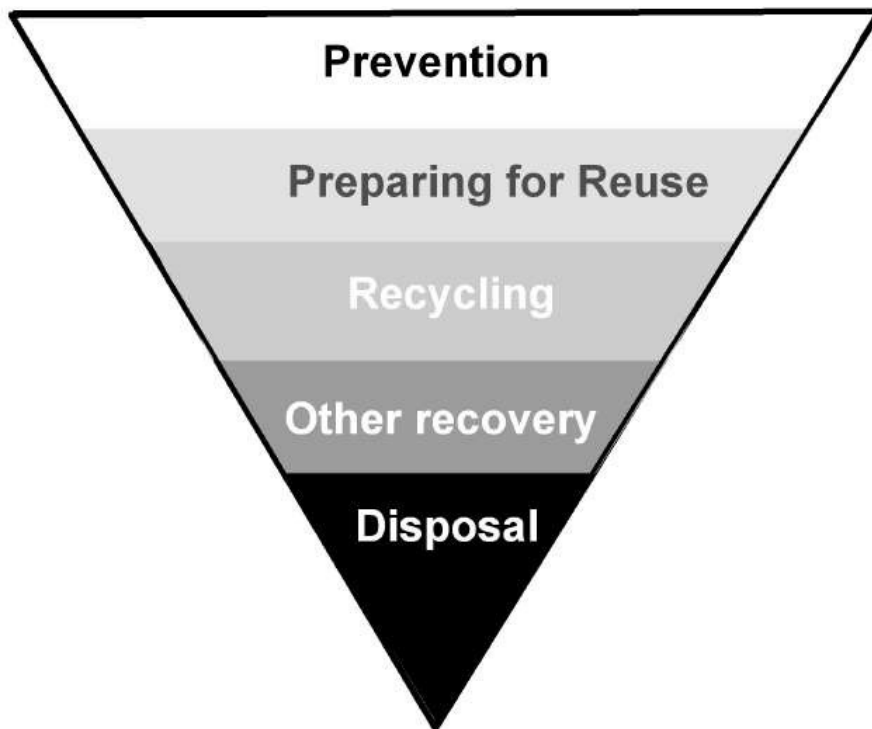 Prevention
Preparing for Reuse
Recycling
Other recovery
Disposal